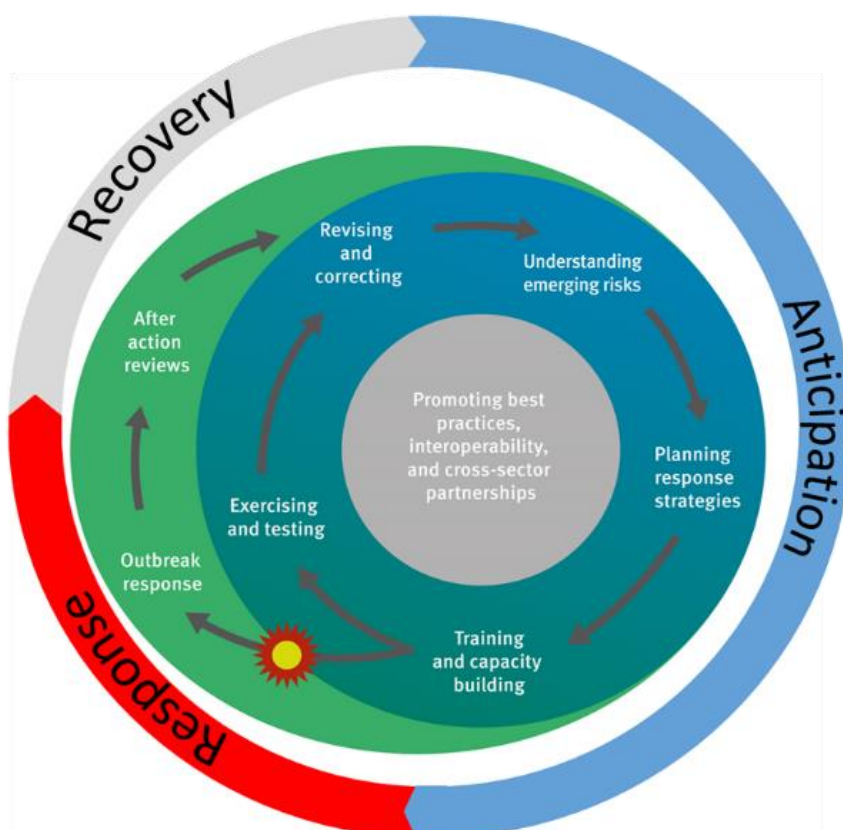 Recovery
Anticipation
Response
Revising
and
correcting
Understanding
emerging risks
Planning
response
strategies
Training
and capacity
building
Exercising
and testing
Outbreak
response
After
action
reviews
Promoting best
practices,
interoperability,
and cross-sector
partnerships